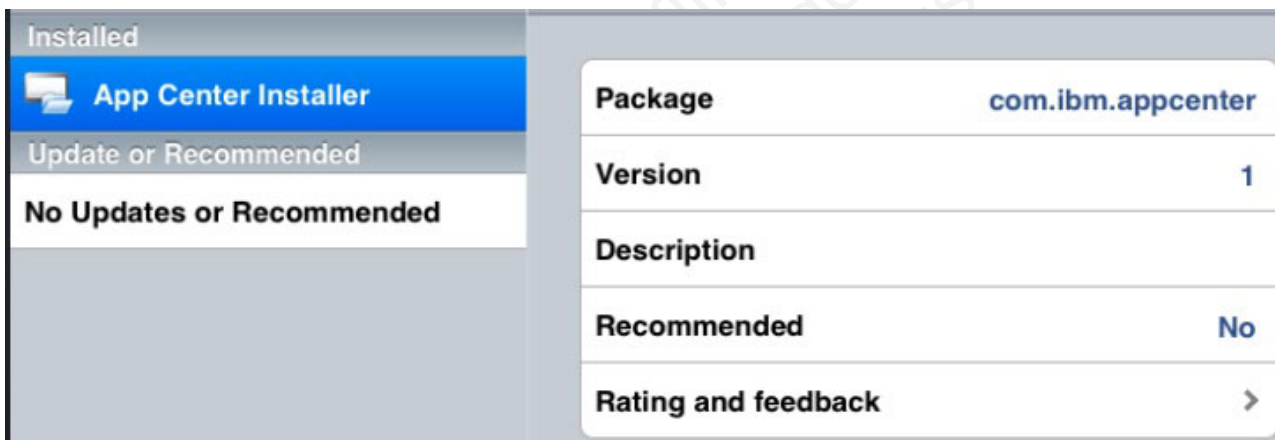 Installed
App Center Installer
Update or Recommended
No Updates or Recommended
Package com.ibm.appcenter
Version 1
Description
Recommended No
Rating and feedback